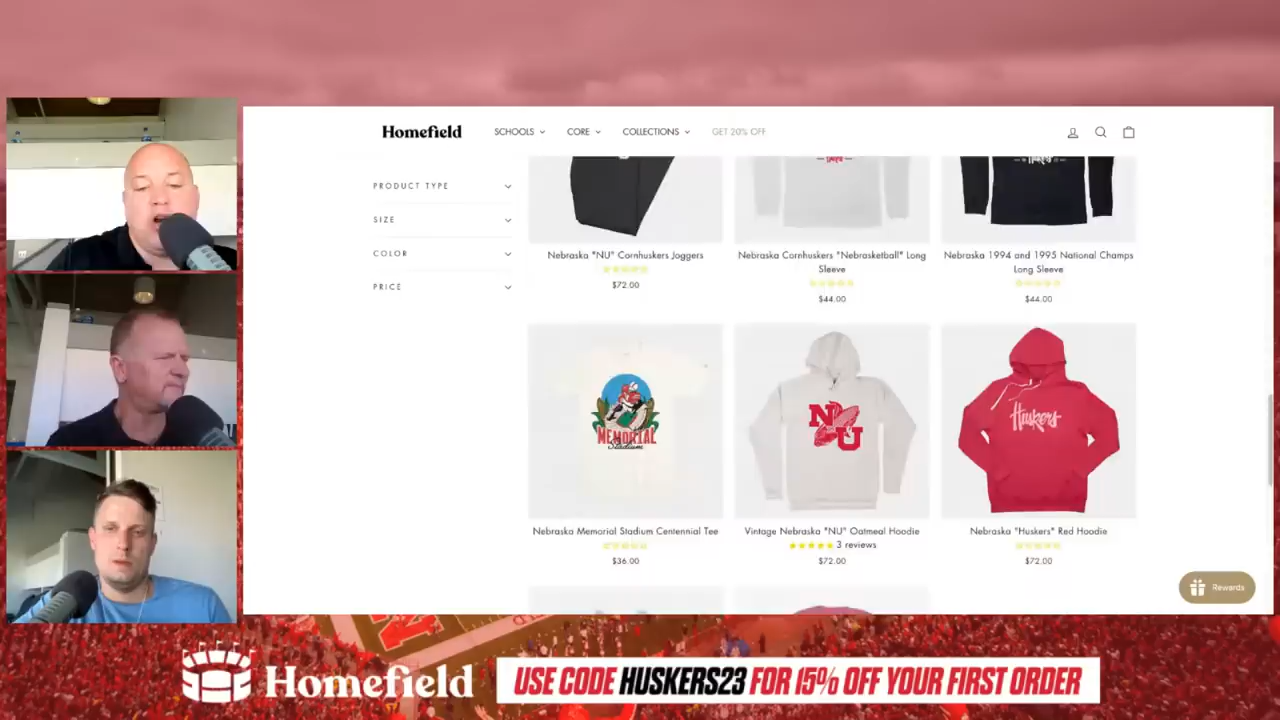 Homefield
SCHOOLS
CORE
COLLECTIONS
GET 20% OFF
PRODUCT TYPE
SIZE
COLOR
PRICE
Nebraska "NU" Cornhuskers Joggers
$72.00
Nebraska Cornhuskers "Nebrasketball" Long
Sleeve
$44.00
Nebraska 1994 and 1995 National Champs
Long Sleeve
$44.00
MEMORIAL
Stadium
NU
Huskers
Nebraska Memorial Stadium Centennial Tee
$36.00
Vintage Nebraska "NU" Oatmeal Hoodie
3 reviews
$72.00
Nebraska "Huskers" Red Hoodie
$72.00
Rewards
Homefield
USE CODE HUSKERS23 FOR 15% OFF YOUR FIRST ORDER